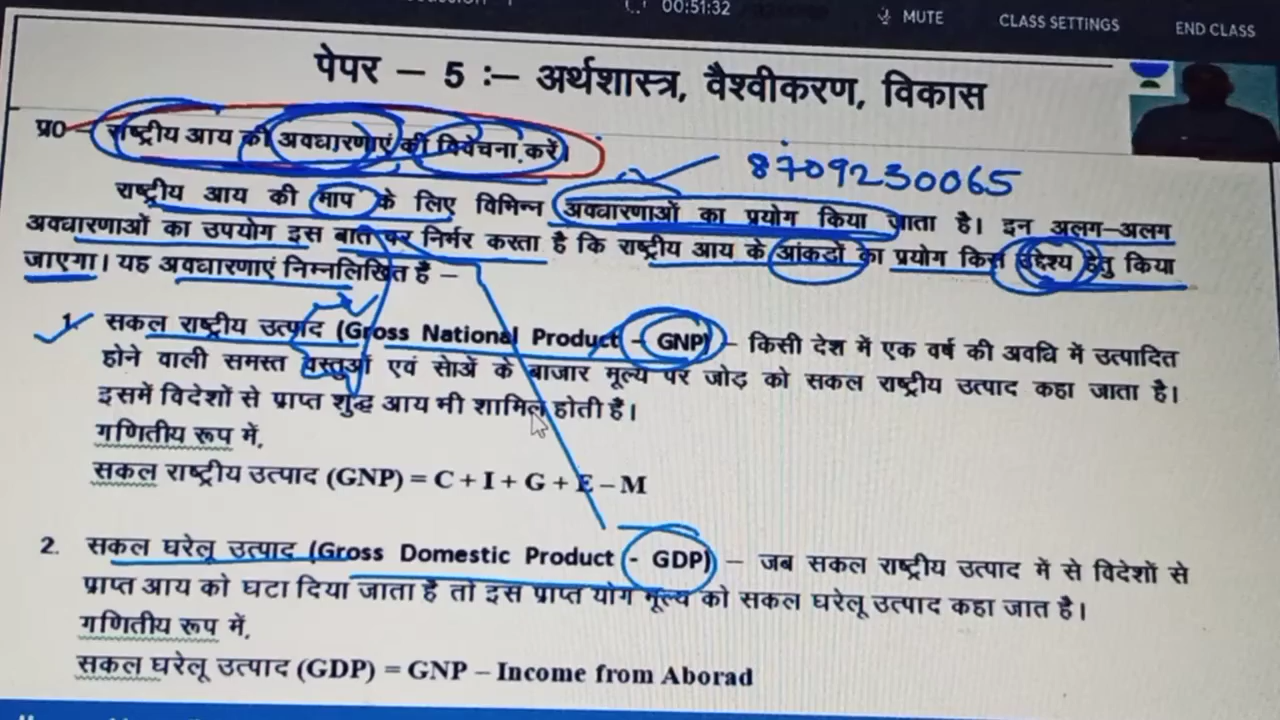 00:51:32
MUTE
CLASS SETTINGS
END CLASS
पेपर – 5 :– अर्थशास्त्र, वैश्वीकरण, विकास
प्र0 – राष्ट्रीय आय की अवधारणाएं की विवेचना करें।
8709230065
राष्ट्रीय आय की माप के लिए विभिन्न अवधारणाओं का प्रयोग किया जाता है। इन अलग–अलग
अवधारणाओं का उपयोग इस बात पर निर्भर करता है कि राष्ट्रीय आय के आंकडों का प्रयोग किस उद्देश्य हेतु किया
जाएगा। यह अवधारणाएं निम्नलिखित है –
1. सकल राष्ट्रीय उत्पाद (Gross National Product - GNP) – किसी देश में एक वर्ष की अवधि में उत्पादित
होने वाली समस्त वस्तुओं एवं सेाओं के बाजार मूल्य पर जोड़ को सकल राष्ट्रीय उत्पाद कहा जाता है।
इसमें विदेशों से प्राप्त शुद्ध आय भी शामिल होती है।
गणितीय रूप में,
सकल राष्ट्रीय उत्पाद (GNP) = C + I + G + E – M
2. सकल घरेलू उत्पाद (Gross Domestic Product - GDP) – जब सकल राष्ट्रीय उत्पाद में से विदेशों से
प्राप्त आय को घटा दिया जाता है तो इस प्राप्त योग मूल्य को सकल घरेलू उत्पाद कहा जात है।
गणितीय रूप में,
सकल घरेलू उत्पाद (GDP) = GNP – Income from Aborad